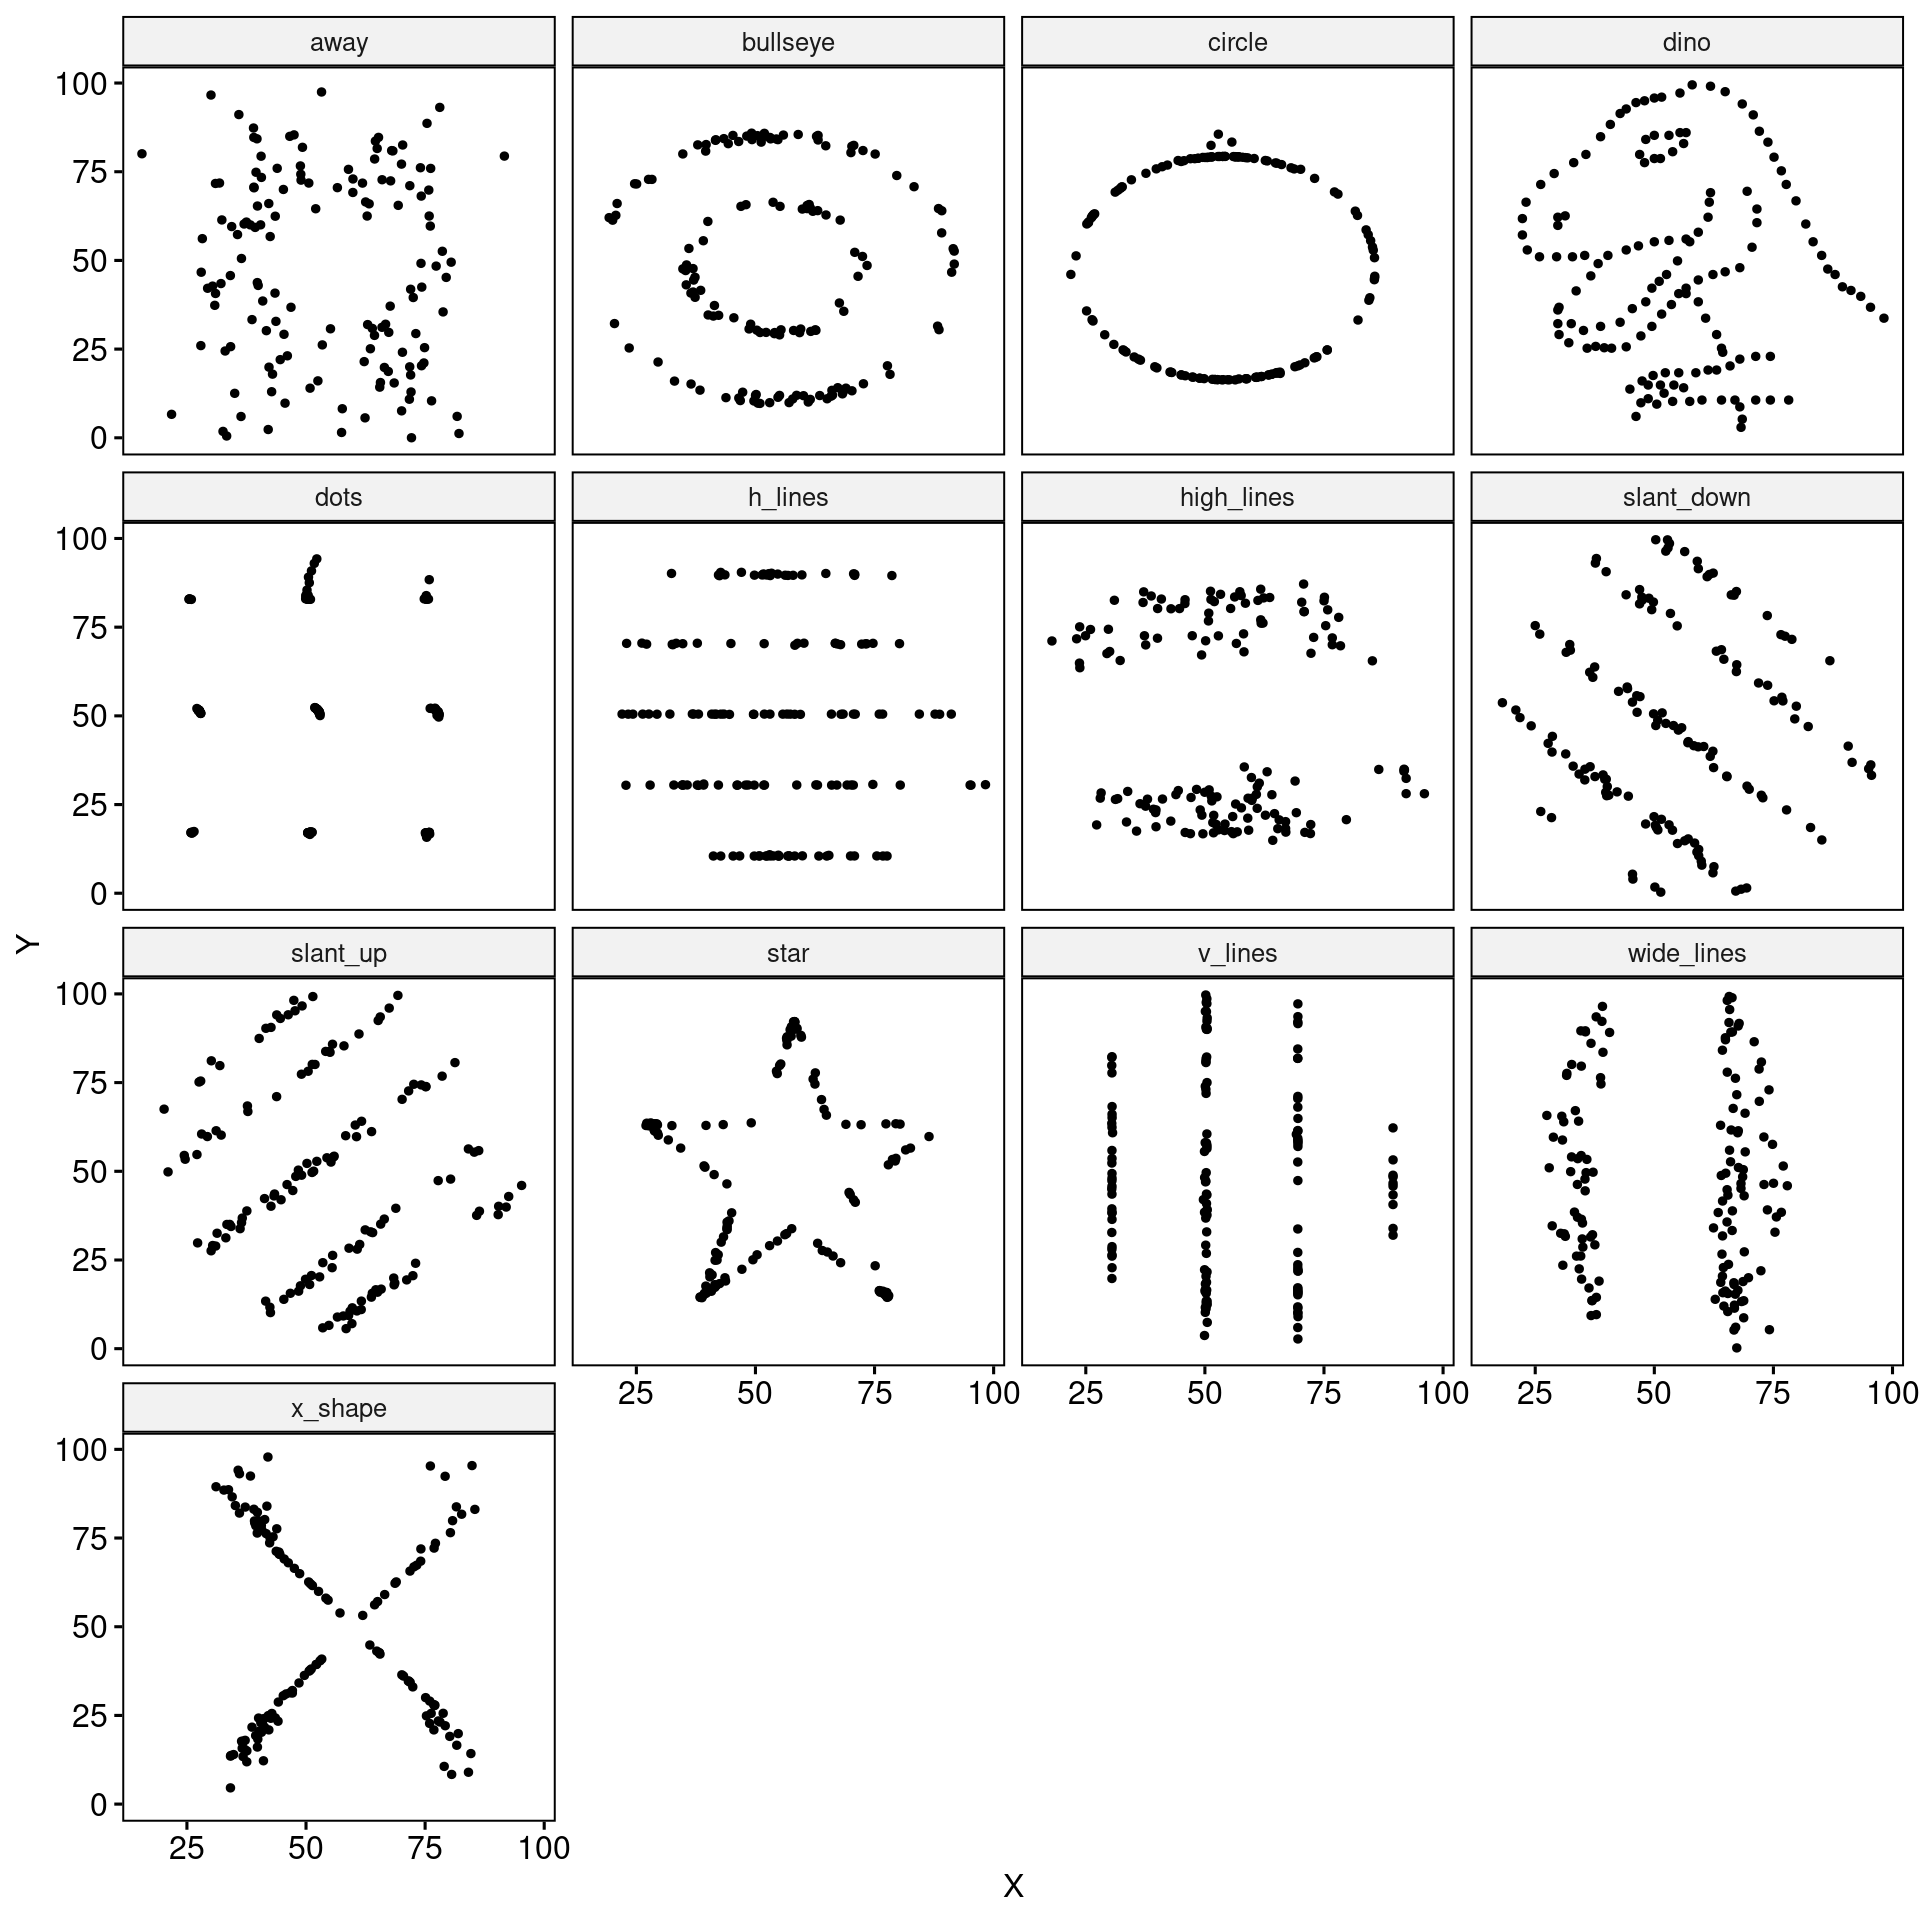 away bullseye circle dino
100
75
50
25
0
dots h_lines high_lines slant_down
100
75
50
25
0
Y
slant_up star v_lines wide_lines
100
75
50
25
0
25 50 75 100 25 50 75 100 25 50 75 100
x_shape
100
75
50
25
0
25 50 75 100
X